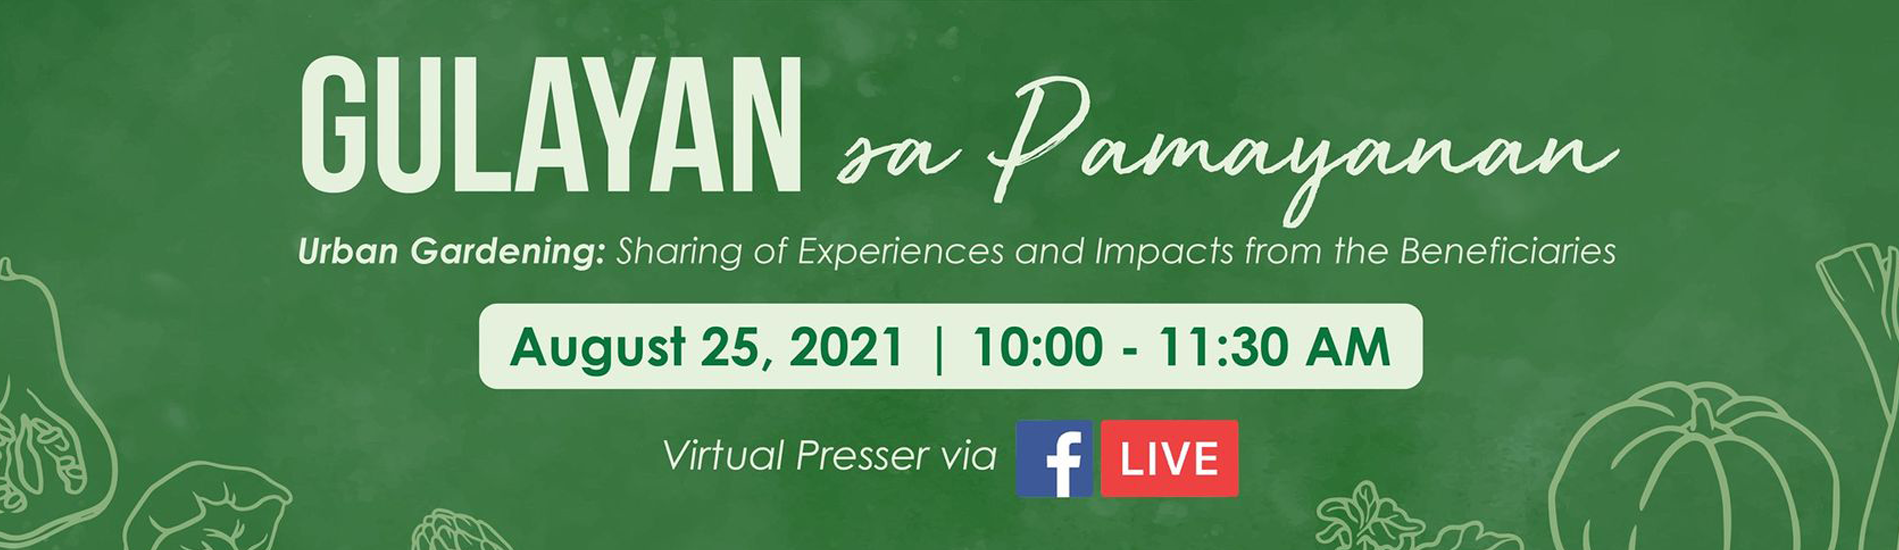 GULAYAN sa Pamayanan
Urban Gardening: Sharing of Experiences and Impacts from the Beneficiaries
August 25, 2021 | 10:00 - 11:30 AM
Virtual Presser via f LIVE